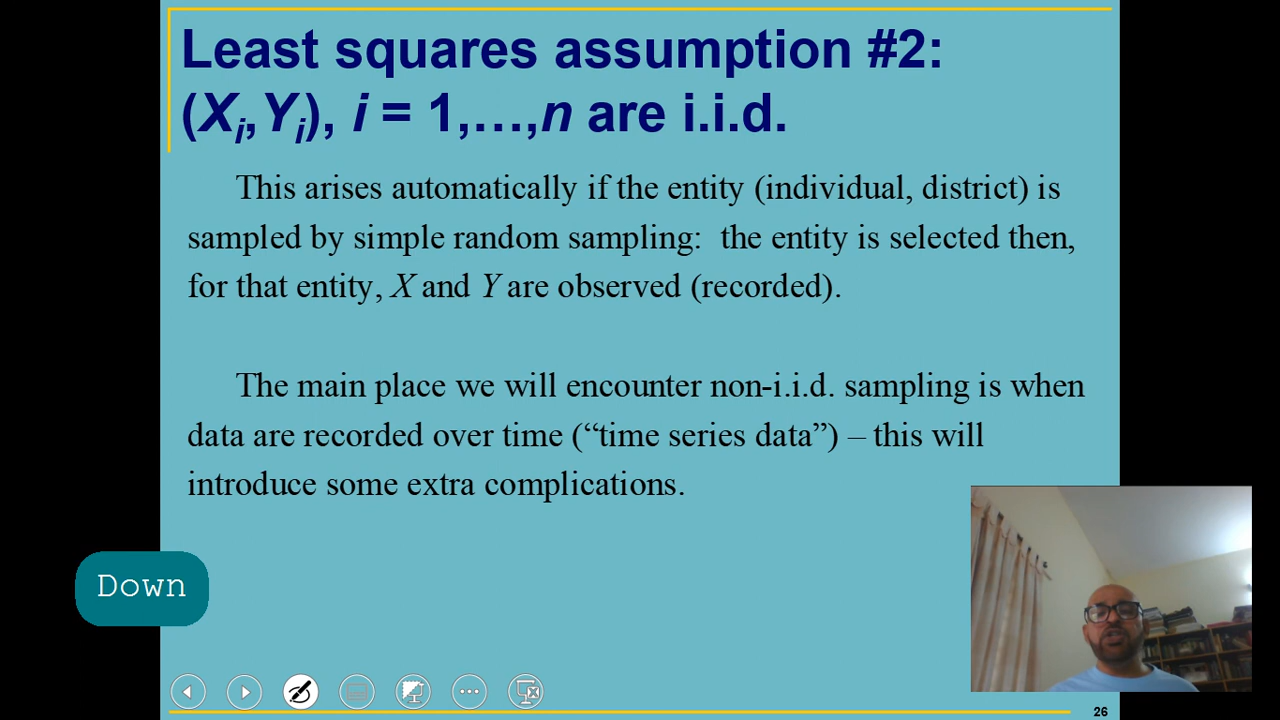 Least squares assumption #2:
(Xi,Yi), i = 1,…,n are i.i.d.
This arises automatically if the entity (individual, district) is
sampled by simple random sampling:  the entity is selected then,
for that entity, X and Y are observed (recorded).
The main place we will encounter non-i.i.d. sampling is when
data are recorded over time (“time series data”) – this will
introduce some extra complications.
Down
26